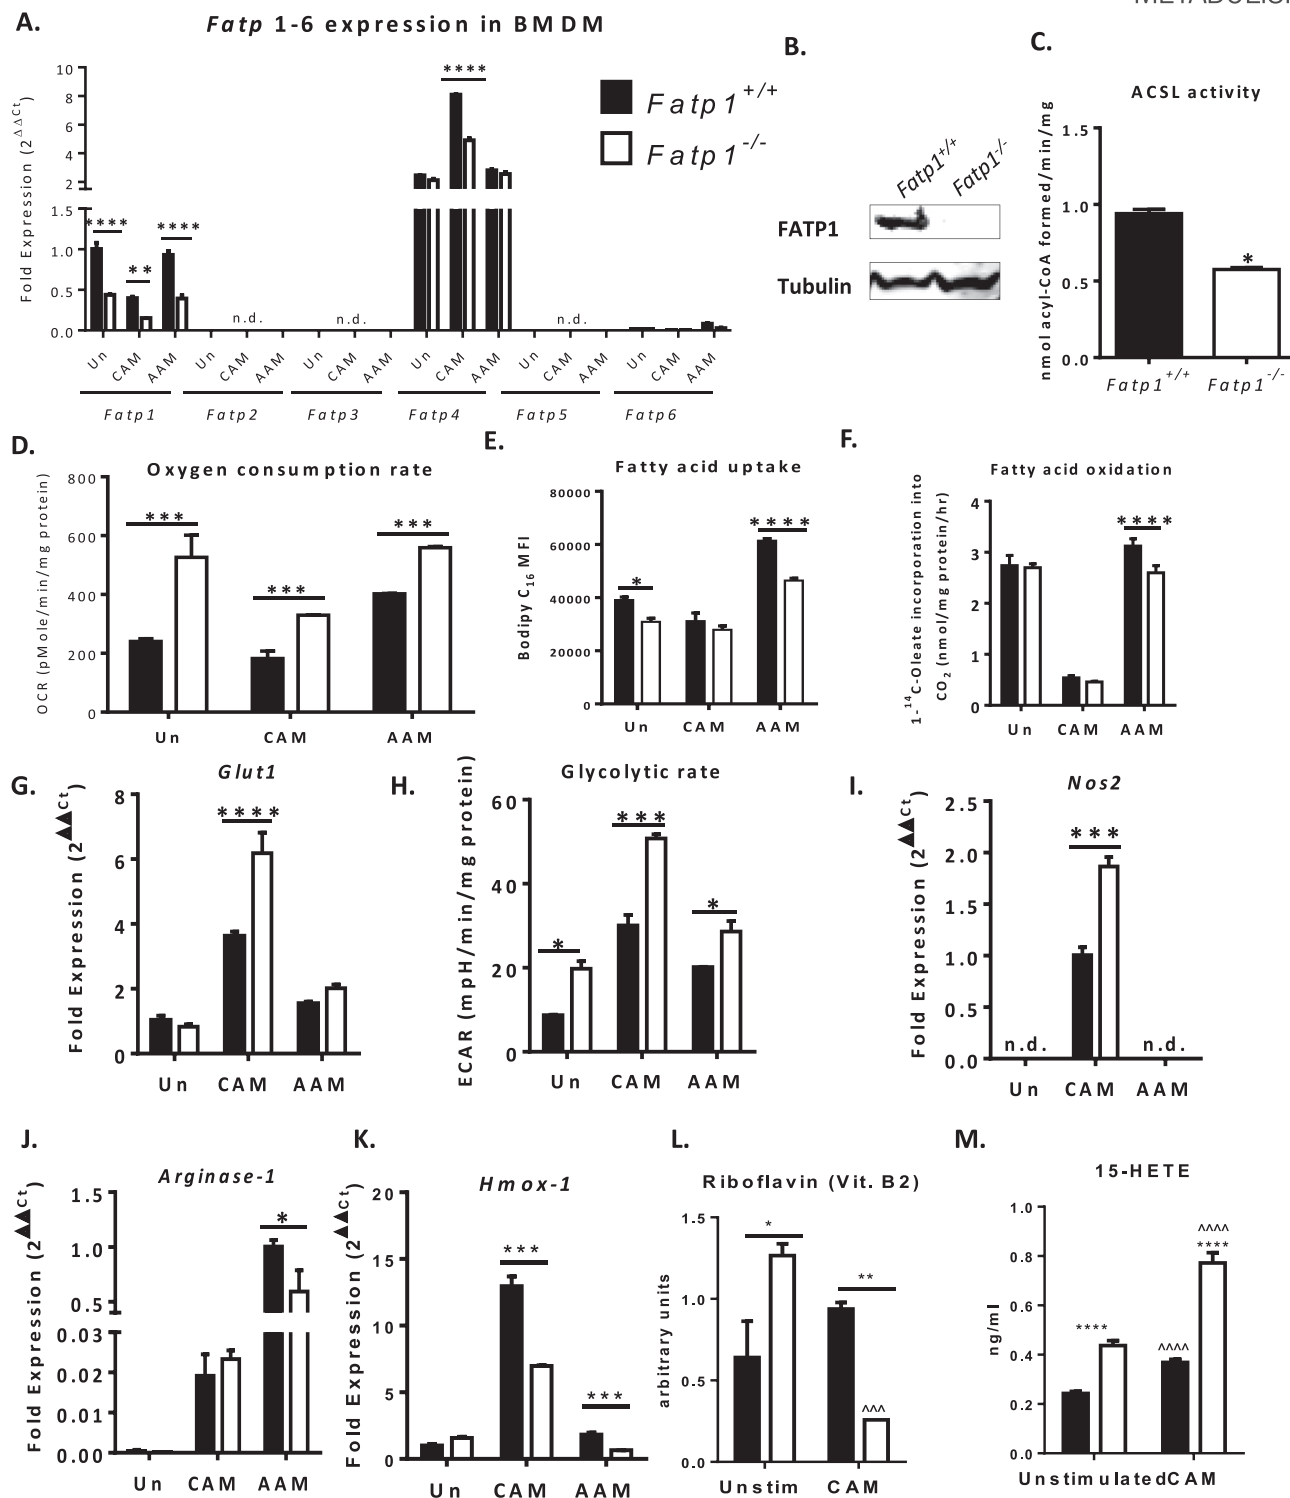 METABOLISM
A.
Fatp 1-6 expression in BMDM
Fold Expression (2^ΔΔCt)
10
8
6
4
2
1.5
1.0
0.5
0.0
****
**
****
****
n.d.
n.d.
n.d.
Un CAM AAM Un CAM AAM Un CAM AAM Un CAM AAM Un CAM AAM Un CAM AAM
Fatp1 Fatp2 Fatp3 Fatp4 Fatp5 Fatp6
Fatp1+/+
Fatp1-/-
B.
Fatp1+/+ Fatp1-/-
FATP1
Tubulin
C.
ACSL activity
nmol acyl-CoA formed/min/mg
1.5
1.0
0.5
0.0
*
Fatp1+/+ Fatp1-/-
D.
Oxygen consumption rate
OCR (pMole/min/mg protein)
800
600
400
200
0
***
***
***
Un CAM AAM
E.
Fatty acid uptake
Bodipy C16 MFI
80000
60000
40000
20000
0
*
****
Un CAM AAM
F.
Fatty acid oxidation
1-14C-Oleate incorporation into
CO2 (nmol/mg protein/hr)
4
3
2
1
0
****
Un CAM AAM
G.
Glut1
Fold Expression (2▲▲Ct)
8
6
4
2
0
****
Un CAM AAM
H.
Glycolytic rate
ECAR (mpH/min/mg protein)
60
40
20
0
*
***
*
Un CAM AAM
I.
Nos2
Fold Expression (2▲▲Ct)
2.5
2.0
1.5
1.0
0.5
0.0
***
n.d. n.d.
Un CAM AAM
J.
Arginase-1
Fold Expression (2▲▲Ct)
1.5
1.0
0.5
0.03
0.02
0.01
0.00
*
Un CAM AAM
K.
Hmox-1
Fold Expression (2▲▲Ct)
20
15
10
5
0
***
***
Un CAM AAM
L.
Riboflavin (Vit. B2)
arbitrary units
1.5
1.0
0.5
0.0
*
**
^^^
Unstim CAM
M.
15-HETE
ng/ml
1.0
0.8
0.6
0.4
0.2
0.0
****
^^^^
^^^^
****
UnstimulatedCAM